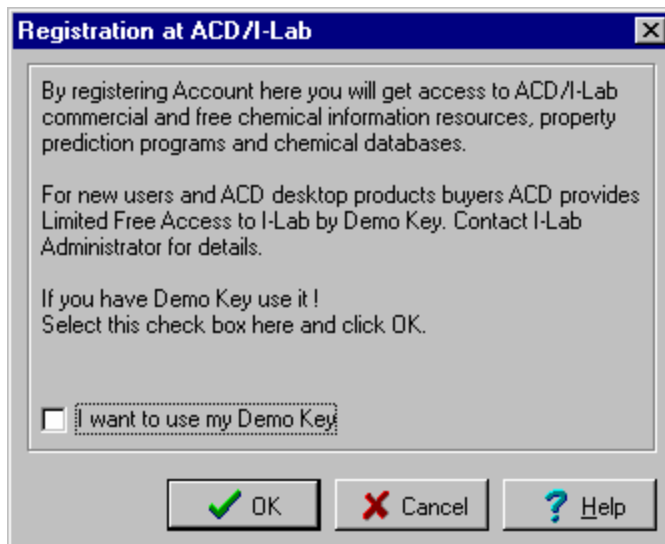 Registration at ACD/I-Lab
By registering Account here you will get access to ACD/I-Lab
commercial and free chemical information resources, property
prediction programs and chemical databases.
For new users and ACD desktop products buyers ACD provides
Limited Free Access to I-Lab by Demo Key. Contact I-Lab
Administrator for details.
If you have Demo Key use it !
Select this check box here and click OK.
I want to use my Demo Key
OK
Cancel
Help